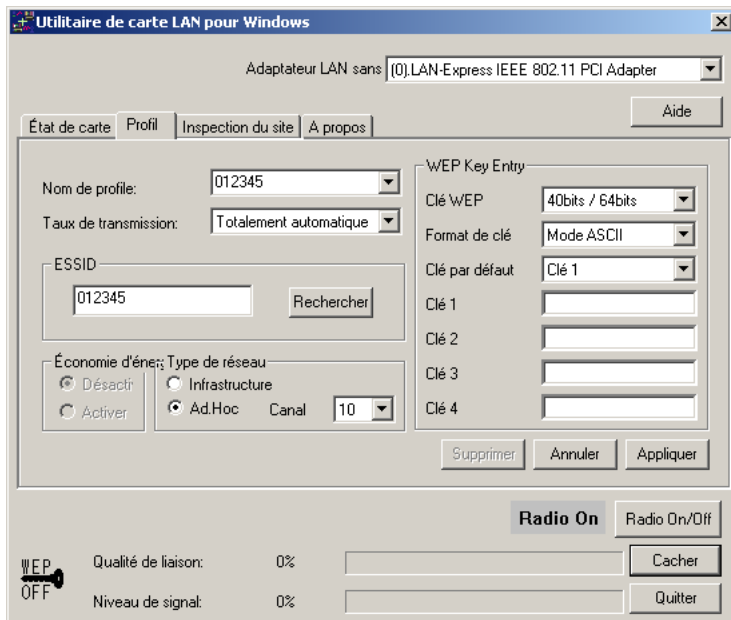 Utilitaire de carte LAN pour Windows
Adaptateur LAN sans (0).LAN-Express IEEE 802.11 PCI Adapter
Aide
État de carte Profil Inspection du site A propos
Nom de profile: 012345
Taux de transmission: Totalement automatique
ESSID
012345 Rechercher
Économie d'éner Type de réseau
Désacti Infrastructure
Activer Ad.Hoc Canal 10
WEP Key Entry
Clé WEP 40bits / 64bits
Format de clé Mode ASCII
Clé par défaut Clé 1
Clé 1
Clé 2
Clé 3
Clé 4
Supprimer Annuler Appliquer
Radio On Radio On/Off
WEP OFF
Qualité de liaison: 0% Cacher
Niveau de signal: 0% Quitter